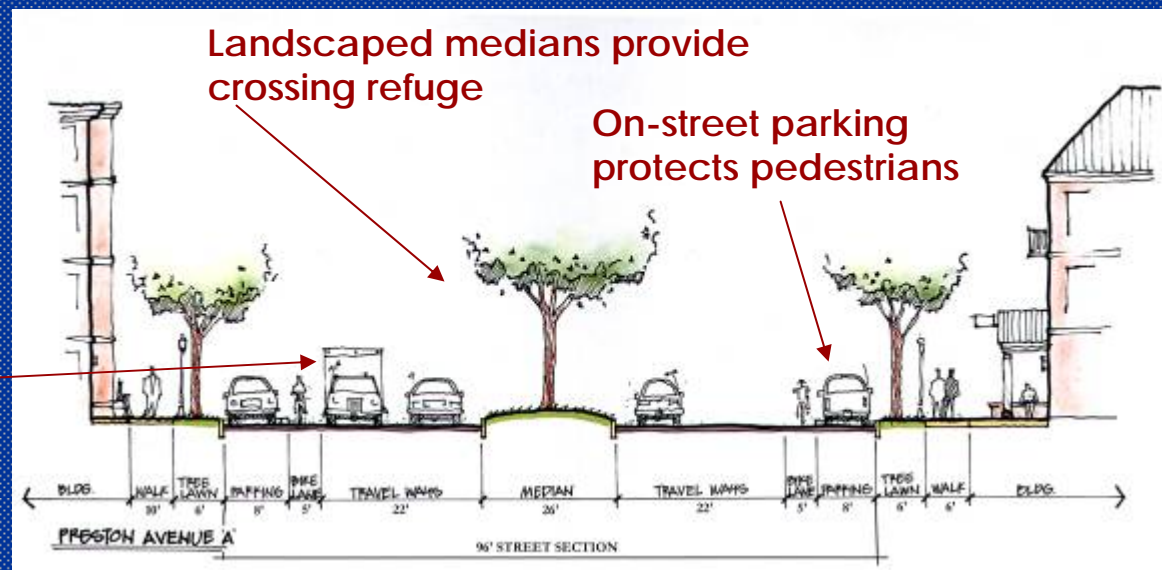 Landscaped medians provide
crossing refuge
On-street parking
protects pedestrians
BLDG. WALK TREE LAWN PARKING BIKE LANE TRAVEL WAYS MEDIAN TRAVEL WAYS BIKE LANE PARKING TREE LAWN WALK BLDG.
10' 6' 8' 5' 22' 26' 22' 5' 8' 6' 6'
PRESTON AVENUE 'A'
96' STREET SECTION